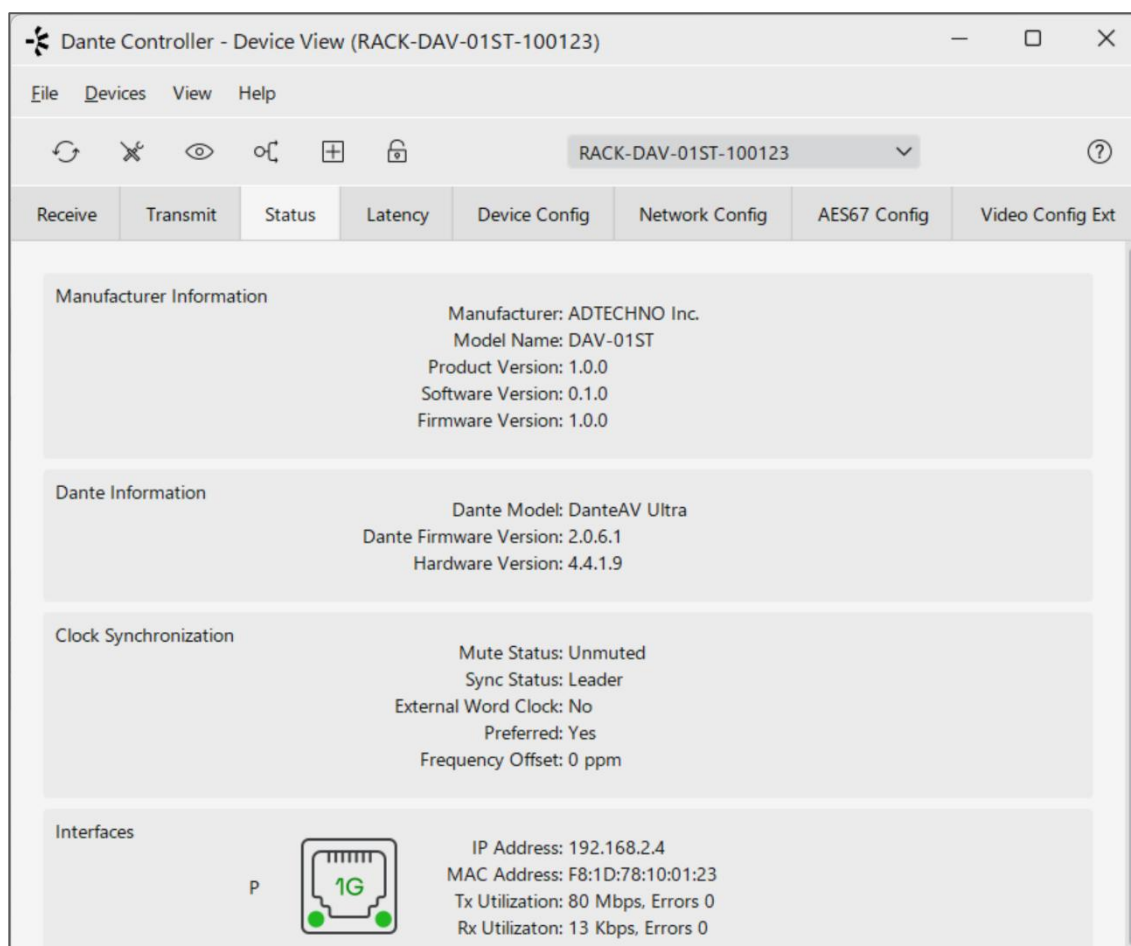 Dante Controller - Device View (RACK-DAV-01ST-100123)
File Devices View Help
RACK-DAV-01ST-100123
Receive Transmit Status Latency Device Config Network Config AES67 Config Video Config Ext
Manufacturer Information
Manufacturer: ADTECHNO Inc.
Model Name: DAV-01ST
Product Version: 1.0.0
Software Version: 0.1.0
Firmware Version: 1.0.0
Dante Information
Dante Model: DanteAV Ultra
Dante Firmware Version: 2.0.6.1
Hardware Version: 4.4.1.9
Clock Synchronization
Mute Status: Unmuted
Sync Status: Leader
External Word Clock: No
Preferred: Yes
Frequency Offset: 0 ppm
Interfaces
P
1G
IP Address: 192.168.2.4
MAC Address: F8:1D:78:10:01:23
Tx Utilization: 80 Mbps, Errors 0
Rx Utilizaton: 13 Kbps, Errors 0